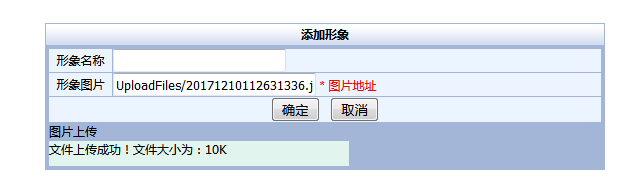 添加形象
形象名称
形象图片 UploadFiles/20171210112631336.j * 图片地址
确定 取消
图片上传
文件上传成功！文件大小为：10K